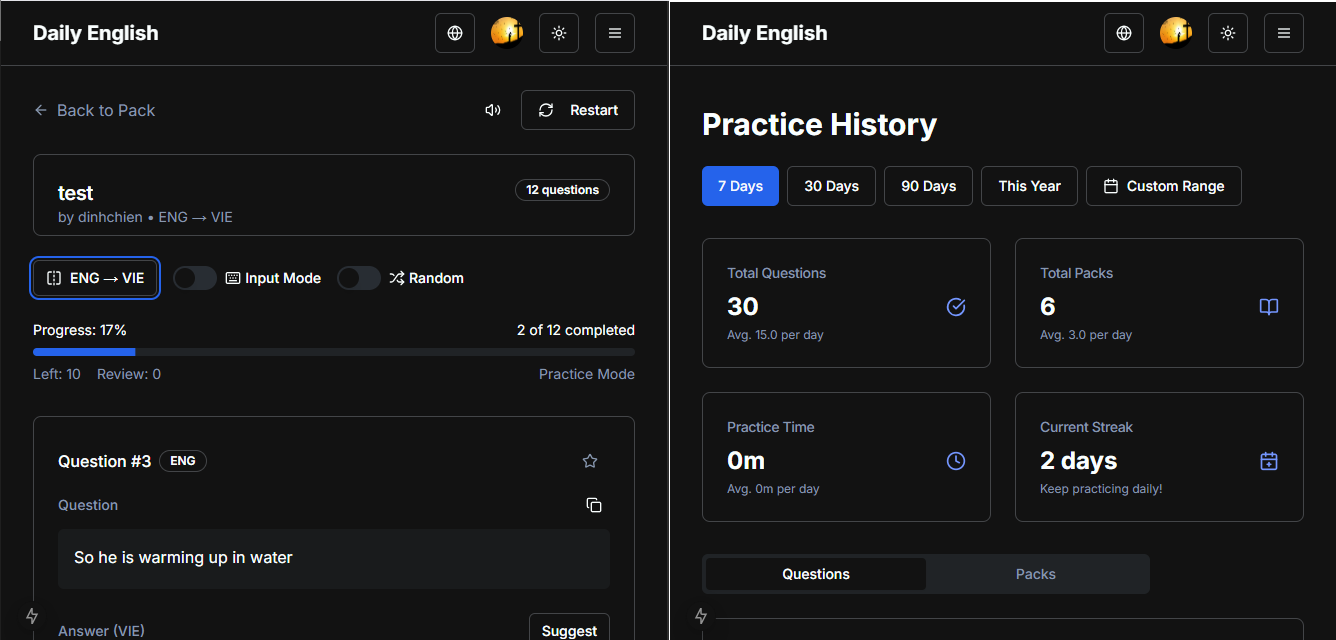 Daily English
Back to Pack
Restart
test
12 questions
by dinhchien • ENG → VIE
ENG → VIE
Input Mode
Random
Progress: 17%
2 of 12 completed
Left: 10
Review: 0
Practice Mode
Question #3
ENG
Question
So he is warming up in water
Answer (VIE)
Suggest
Daily English
Practice History
7 Days
30 Days
90 Days
This Year
Custom Range
Total Questions
30
Avg. 15.0 per day
Total Packs
6
Avg. 3.0 per day
Practice Time
0m
Avg. 0m per day
Current Streak
2 days
Keep practicing daily!
Questions
Packs